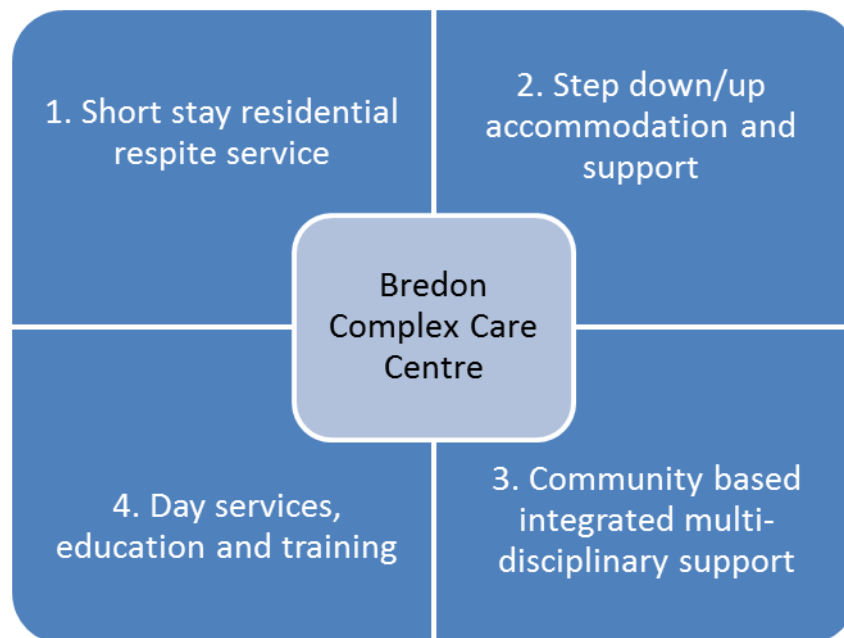 1. Short stay residential
respite service
2. Step down/up
accommodation and
support
Bredon
Complex Care
Centre
4. Day services,
education and training
3. Community based
integrated multi-
disciplinary support